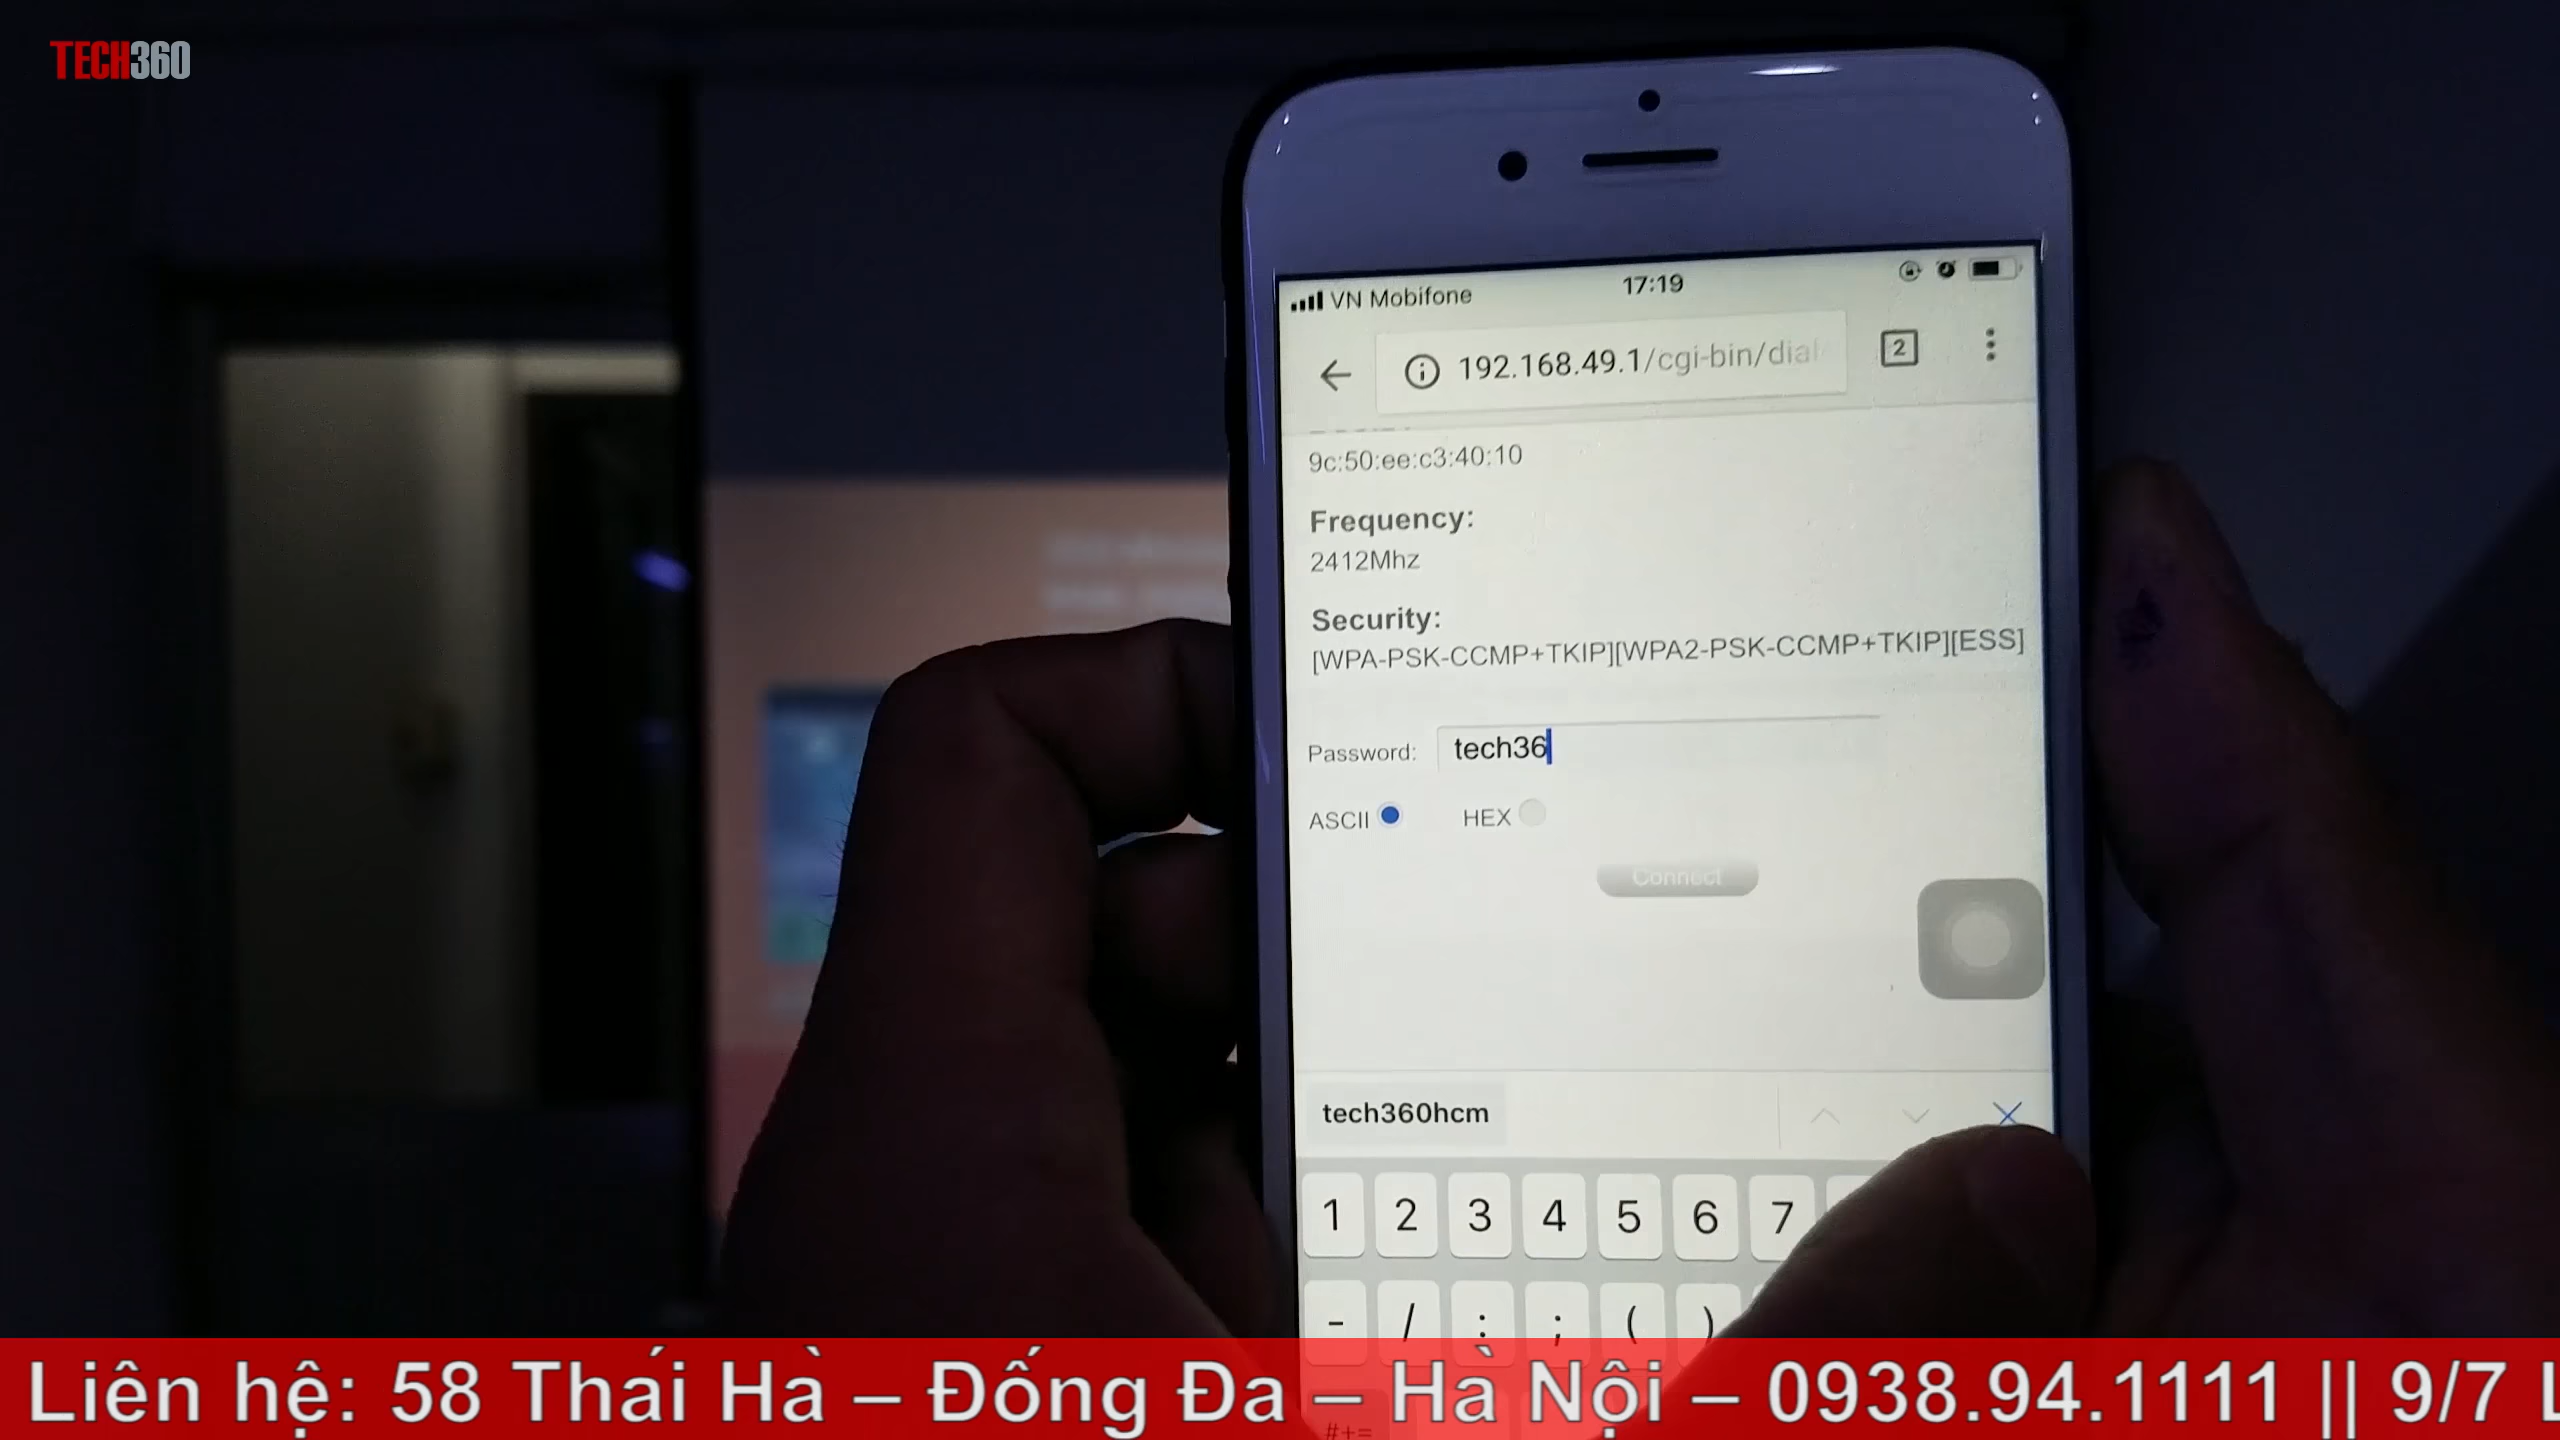 TECH360
VN Mobifone
17:19
192.168.49.1/cgi-bin/dial
2
9c:50:ee:c3:40:10
Frequency:
2412Mhz
Security:
[WPA-PSK-CCMP+TKIP][WPA2-PSK-CCMP+TKIP][ESS]
Password: tech36
ASCII HEX
Connect
tech360hcm
1 2 3 4 5 6 7
- / : ; ( )
#+=
Liên hệ: 58 Thái Hà – Đống Đa – Hà Nội – 0938.94.1111 || 9/7 L